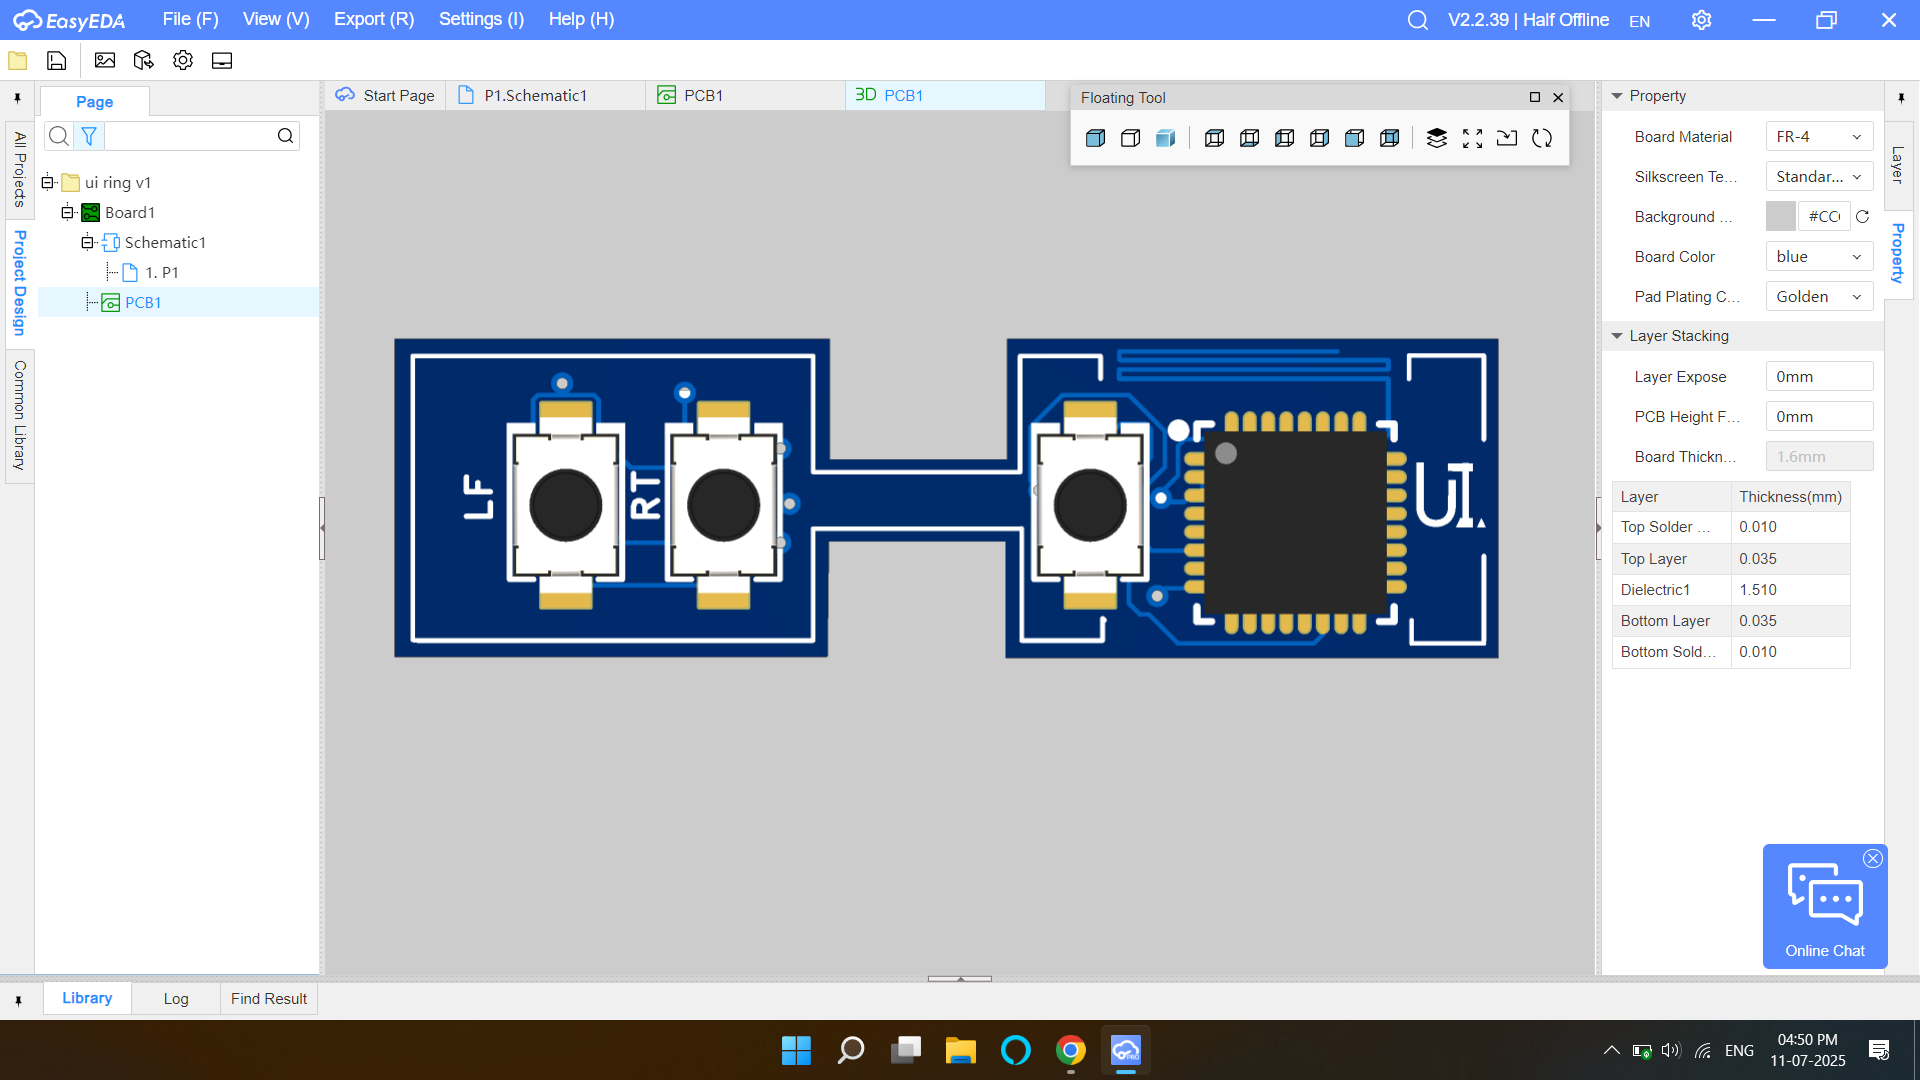 EasyEDA File (F) View (V) Export (R) Settings (I) Help (H) V2.2.39 | Half Offline EN
Page
Start Page P1.Schematic1 PCB1 3D PCB1
Floating Tool
All Projects
Project Design
Common Library
ui ring v1
Board1
Schematic1
1. P1
PCB1
LF
RT
UI.
Property
Board Material FR-4
Silkscreen Te... Standar...
Background ... #CC
Board Color blue
Pad Plating C... Golden
Layer Stacking
Layer Expose 0mm
PCB Height F... 0mm
Board Thickn... 1.6mm
Layer Thickness(mm)
Top Solder ... 0.010
Top Layer 0.035
Dielectric1 1.510
Bottom Layer 0.035
Bottom Sold... 0.010
Layer
Property
Online Chat
Library Log Find Result
PRO
ENG
04:50 PM
11-07-2025